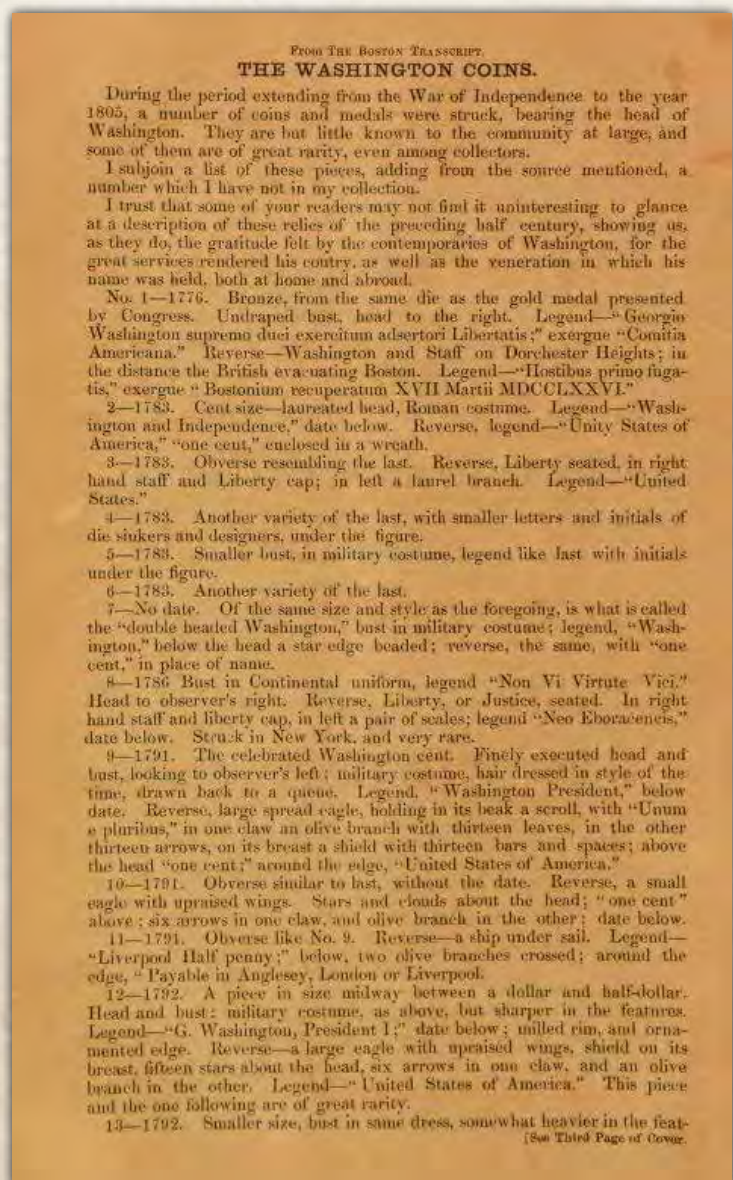 From The Boston Transcript.
THE WASHINGTON COINS.
During the period extending from the War of Independence to the year
1805, a number of coins and medals were struck, bearing the head of
Washington. They are but little known to the community at large, and
some of them are of great rarity, even among collectors.
I subjoin a list of these pieces, adding from the source mentioned, a
number which I have not in my collection.
I trust that some of your readers may not find it uninteresting to glance
at a description of these relics of the preceding half century, showing us,
as they do, the gratitude felt by the contemporaries of Washington, for the
great services rendered his contry, as well as the veneration in which his
name was held, both at home and abroad.
No. 1—1776. Bronze, from the same die as the gold medal presented
by Congress. Undraped bust, head to the right. Legend—"Georgio
Washington supremo duci exercitum adsertori Libertatis;" exergue "Comitia
Americana." Reverse—Washington and Staff on Dorchester Heights; in
the distance the British evacuating Boston. Legend—"Hostibus primo fuga-
tis," exergue " Bostonium recuperatum XVII Martii MDCCLXXVI."
2—1783. Cent size—laureated head, Roman costume. Legend—"Wash-
ington and Independence," date below. Reverse, legend—"Unity States of
America," "one cent," enclosed in a wreath.
3—1783. Obverse resembling the last. Reverse, Liberty seated, in right
hand staff and Liberty cap; in left a laurel branch. Legend—"United
States."
4—1783. Another variety of the last, with smaller letters and initials of
die sinkers and designers, under the figure.
5—1783. Smaller bust, in military costume, legend like last with initials
under the figure.
6—1783. Another variety of the last.
7—No date. Of the same size and style as the foregoing, is what is called
the "double headed Washington," bust in military costume; legend, "Wash-
ington," below the head a star edge beaded; reverse, the same, with "one
cent," in place of name.
8—1786 Bust in Continental uniform, legend "Non Vi Virtute Vici."
Head to observer's right. Reverse, Liberty, or Justice, seated. In right
hand staff and liberty cap, in left a pair of scales; legend "Neo Eboracencis,"
date below. Struck in New York, and very rare.
9—1791. The celebrated Washington cent. Finely executed head and
bust, looking to observer's left; military costume, hair dressed in style of the
time, drawn back to a queue. Legend, " Washington President," below
date. Reverse, large spread eagle, holding in its beak a scroll, with "Unum
e pluribus," in one claw an olive branch with thirteen leaves, in the other
thirteen arrows, on its breast a shield with thirteen bars and spaces; above
the head "one cent;" around the edge, "United States of America."
10—1791. Obverse similar to last, without the date. Reverse, a small
eagle with upraised wings. Stars and clouds about the head; "one cent"
above; six arrows in one claw, and olive branch in the other; date below.
11—1791. Obverse like No. 9. Reverse—a ship under sail. Legend—
"Liverpool Half penny;" below, two olive branches crossed; around the
edge, " Payable in Anglesey, London or Liverpool.
12—1792. A piece in size midway between a dollar and half-dollar.
Head and bust; military costume, as above, but sharper in the features.
Legend—"G. Washington, President I;" date below; milled rim, and orna-
mented edge. Reverse—a large eagle with upraised wings, shield on its
breast, fifteen stars about the head, six arrows in one claw, and an olive
branch in the other. Legend—" United States of America." This piece
and the one following are of great rarity.
13—1792. Smaller size, bust in same dress, somewhat heavier in the feat-
[See Third Page of Cover.